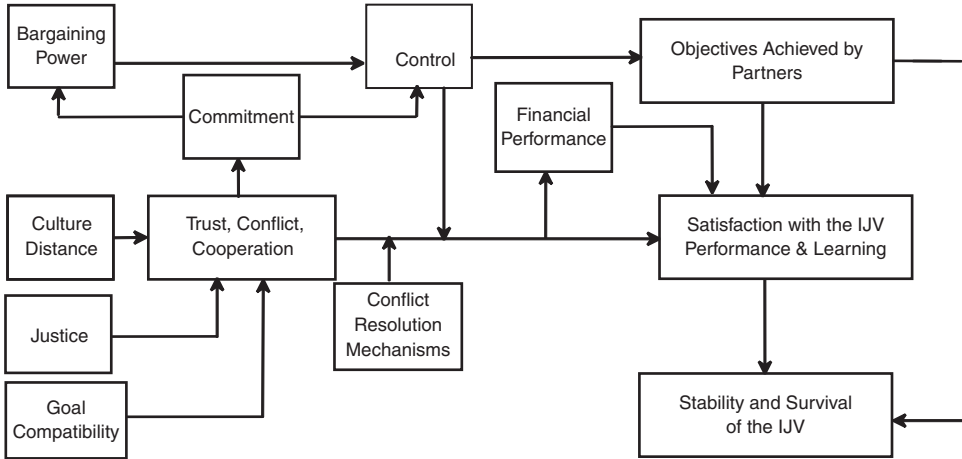 Bargaining
Power
Control
Objectives Achieved by
Partners
Commitment
Financial
Performance
Culture
Distance
Trust, Conflict,
Cooperation
Satisfaction with the IJV
Performance & Learning
Conflict
Resolution
Mechanisms
Justice
Goal
Compatibility
Stability and Survival
of the IJV